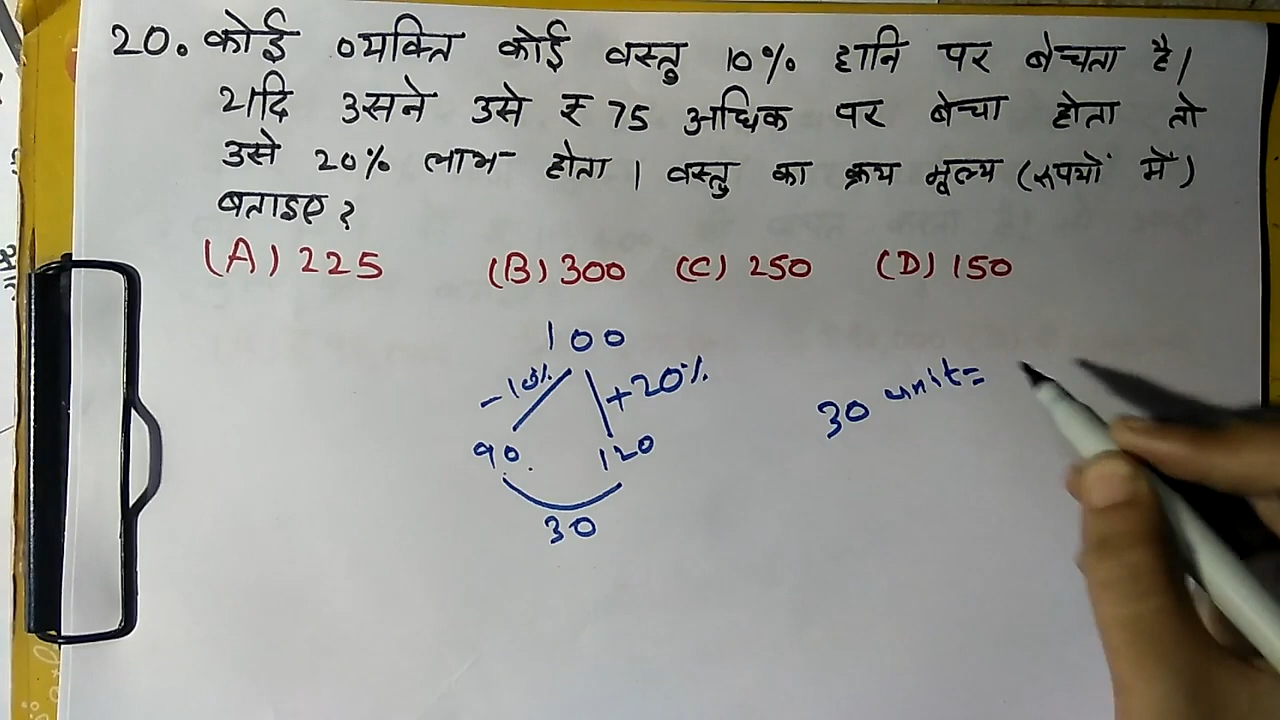 20. कोई व्यक्ति कोई वस्तु 10% हानि पर बेचता है।
यदि उसने उसे ₹ 75 अधिक पर बेचा होता तो
उसे 20% लाभ होता । वस्तु का क्रय मूल्य (रुपयों में)
बताइए ?
(A) 225 (B) 300 (C) 250 (D) 150
100
-10% +20%
30 unit=
90. 120
30